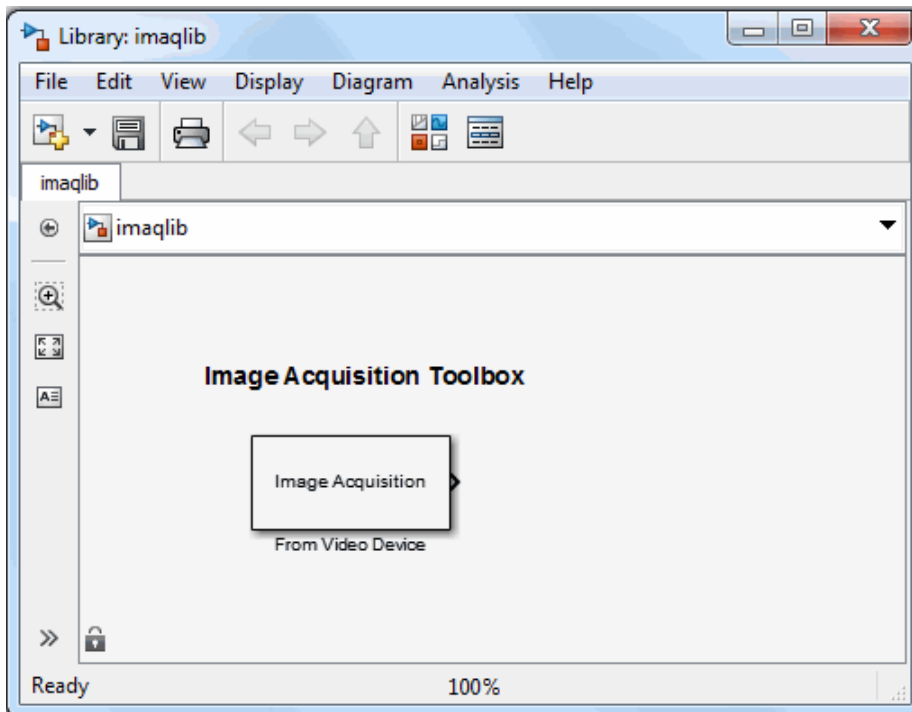 Library: imaqlib
File Edit View Display Diagram Analysis Help
imaqlib
imaqlib
Image Acquisition Toolbox
Image Acquisition
From Video Device
Ready 100%